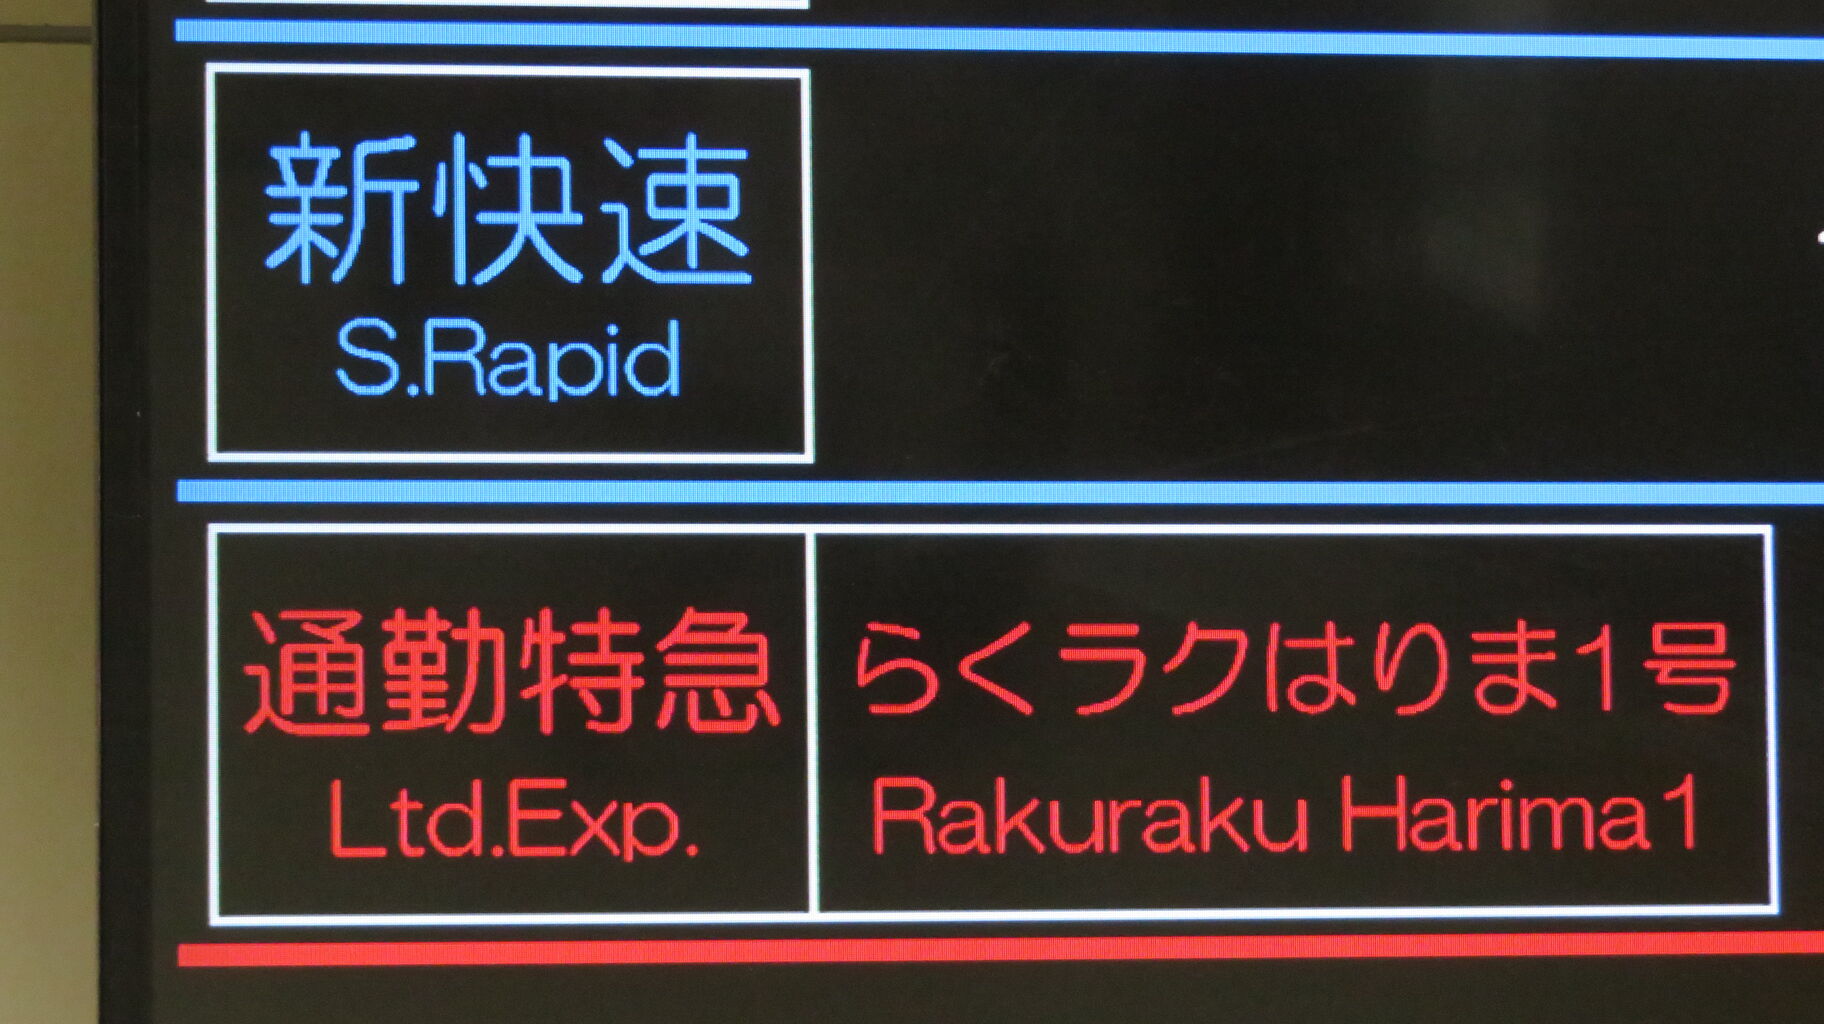 新快速
S.Rapid
通勤特急
らくラクはりま1号
Ltd.Exp.
Rakuraku Harima 1